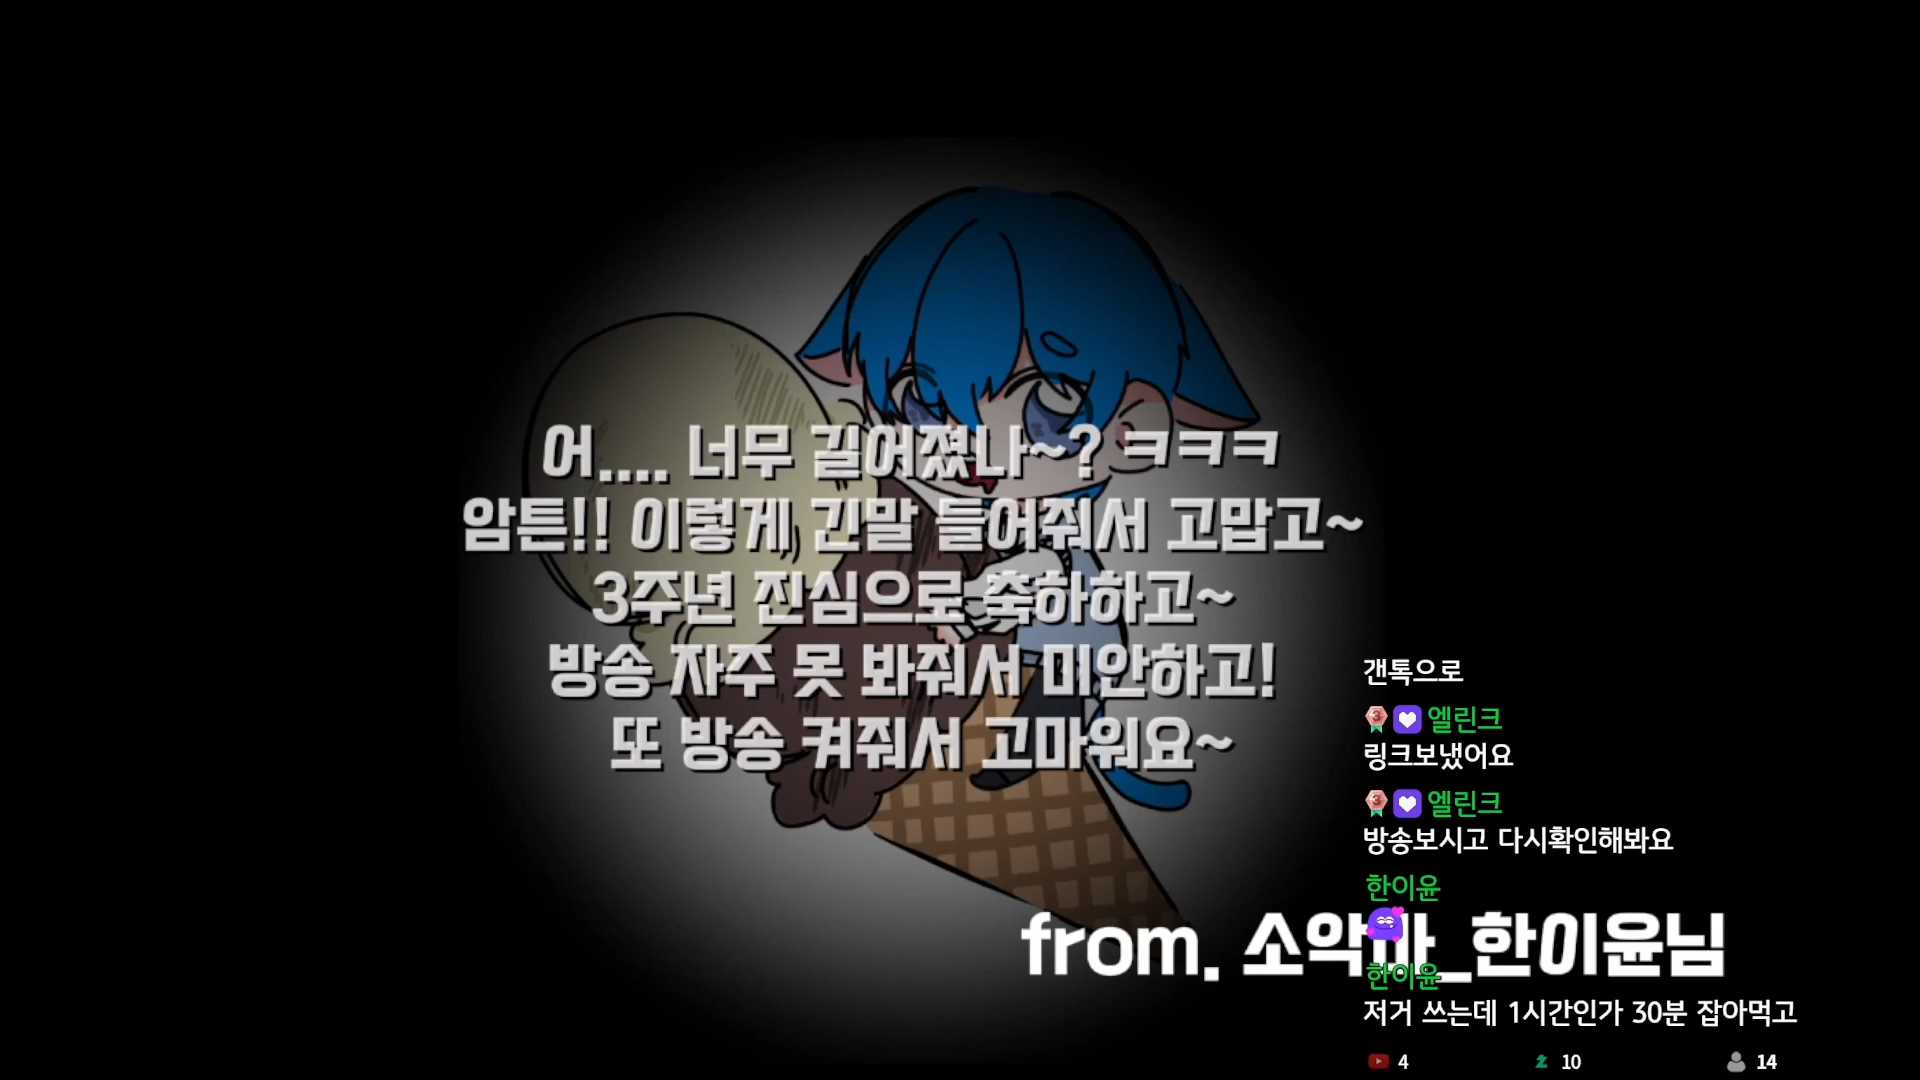 어.... 너무 길어졌나~? ㅋㅋㅋ
암튼!! 이렇게 긴말 들어줘서 고맙고~
3주년 진심으로 축하하고~
방송 자주 못 봐줘서 미안하고!
또 방송 켜줘서 고마워요~
from. 소악마_한이윤님
갠톡으로
엘린크
링크보냈어요
엘린크
방송보시고 다시확인해봐요
한이윤
한이윤
저거 쓰는데 1시간인가 30분 잡아먹고
4
10
14